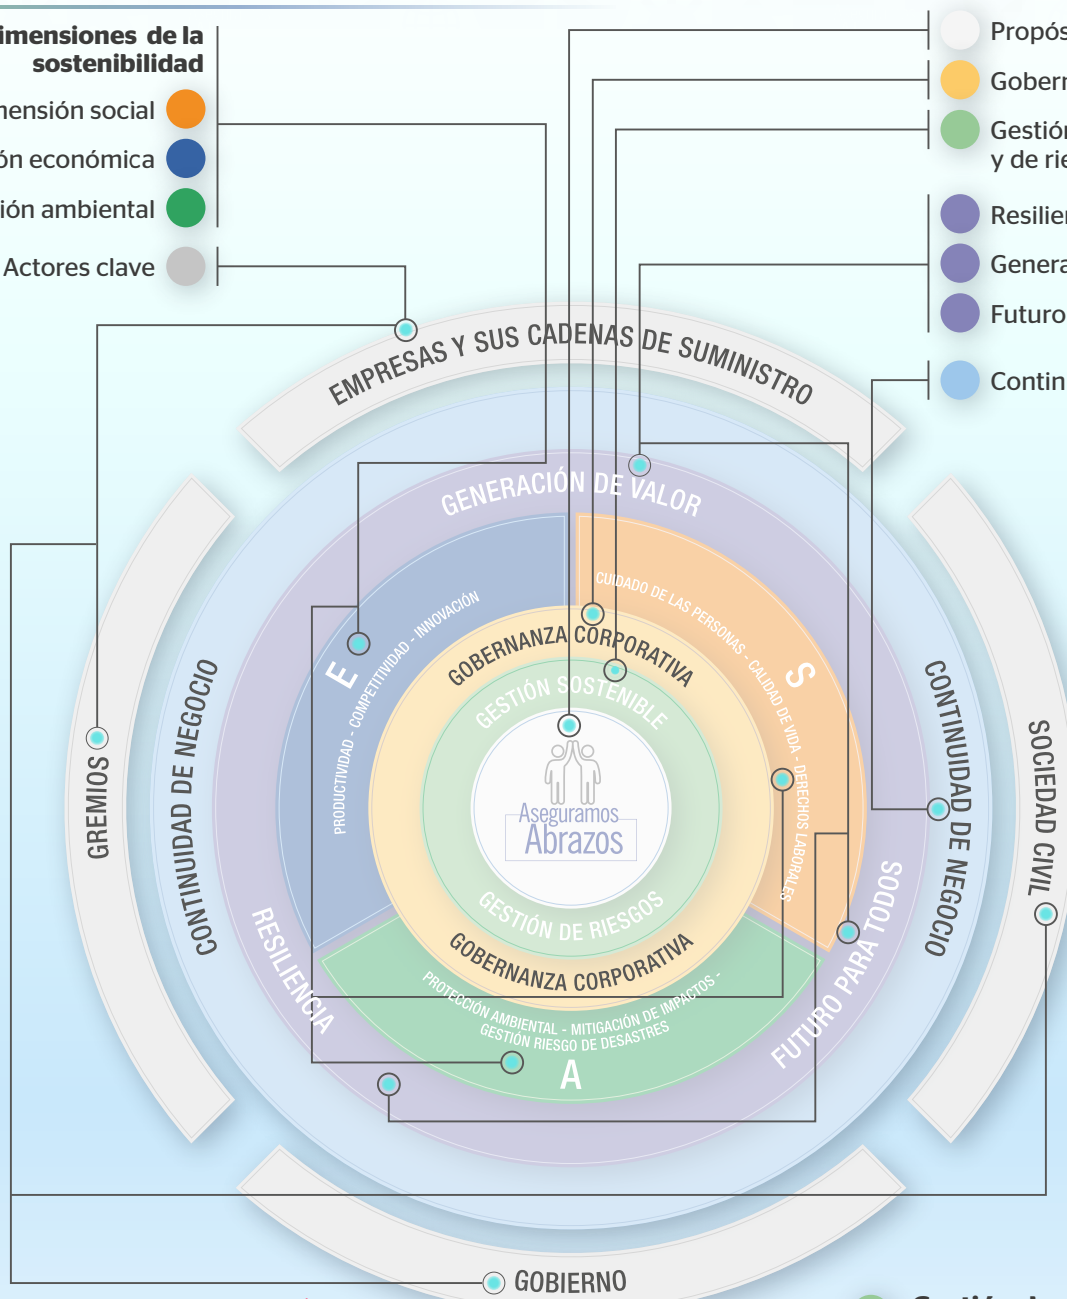 imensiones de la
sostenibilidad
ensión social
ón económica
ión ambiental
Actores clave
Propós
Gobern
Gestión
y de rie
Resilien
Genera
Futuro
Contin
EMPRESAS Y SUS CADENAS DE SUMINISTRO
GENERACIÓN DE VALOR
CUIDADO DE LAS PERSONAS - CALIDAD DE VIDA - DERECHOS LABORALES
S
PRODUCTIVIDAD - COMPETITIVIDAD - INNOVACIÓN
E
GOBERNANZA CORPORATIVA
GESTIÓN SOSTENIBLE
Aseguramos
Abrazos
GESTIÓN DE RIESGOS
GOBERNANZA CORPORATIVA
PROTECCIÓN AMBIENTAL - MITIGACIÓN DE IMPACTOS -
GESTIÓN RIESGO DE DESASTRES
A
GREMIOS
CONTINUIDAD DE NEGOCIO
CONTINUIDAD DE NEGOCIO
SOCIEDAD CIVIL
RESILIENCIA
FUTURO PARA TODOS
GOBIERNO